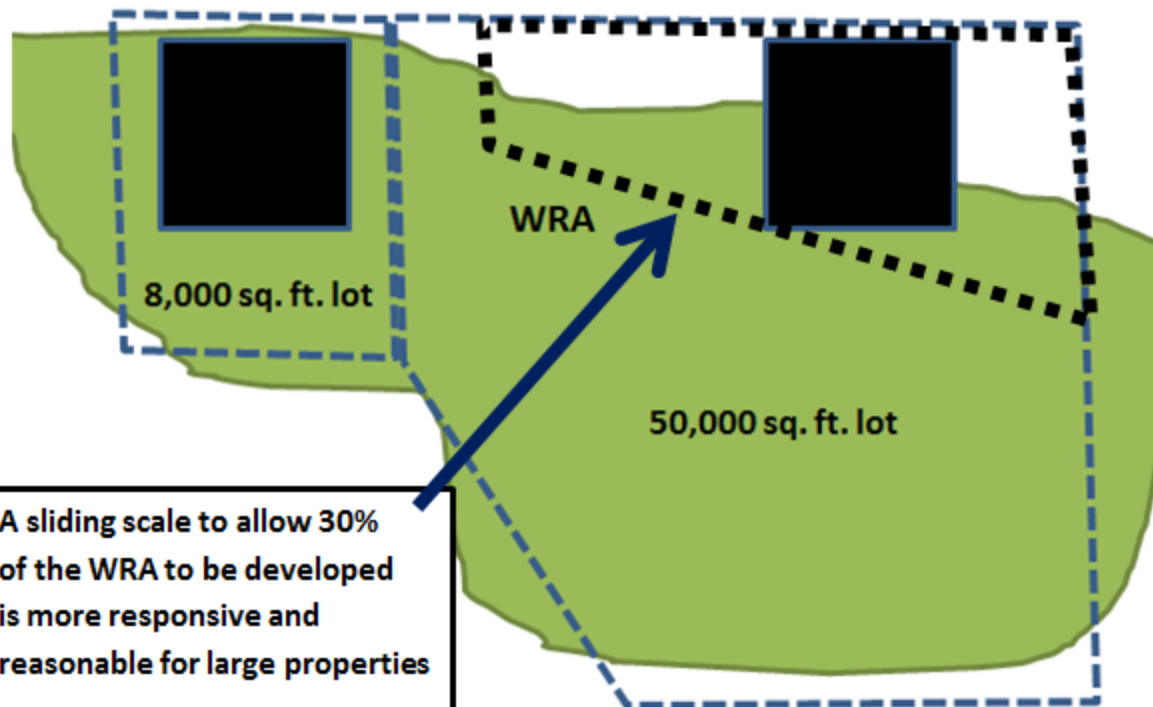 WRA
8,000 sq. ft. lot
50,000 sq. ft. lot
A sliding scale to allow 30%
of the WRA to be developed
is more responsive and
reasonable for large properties